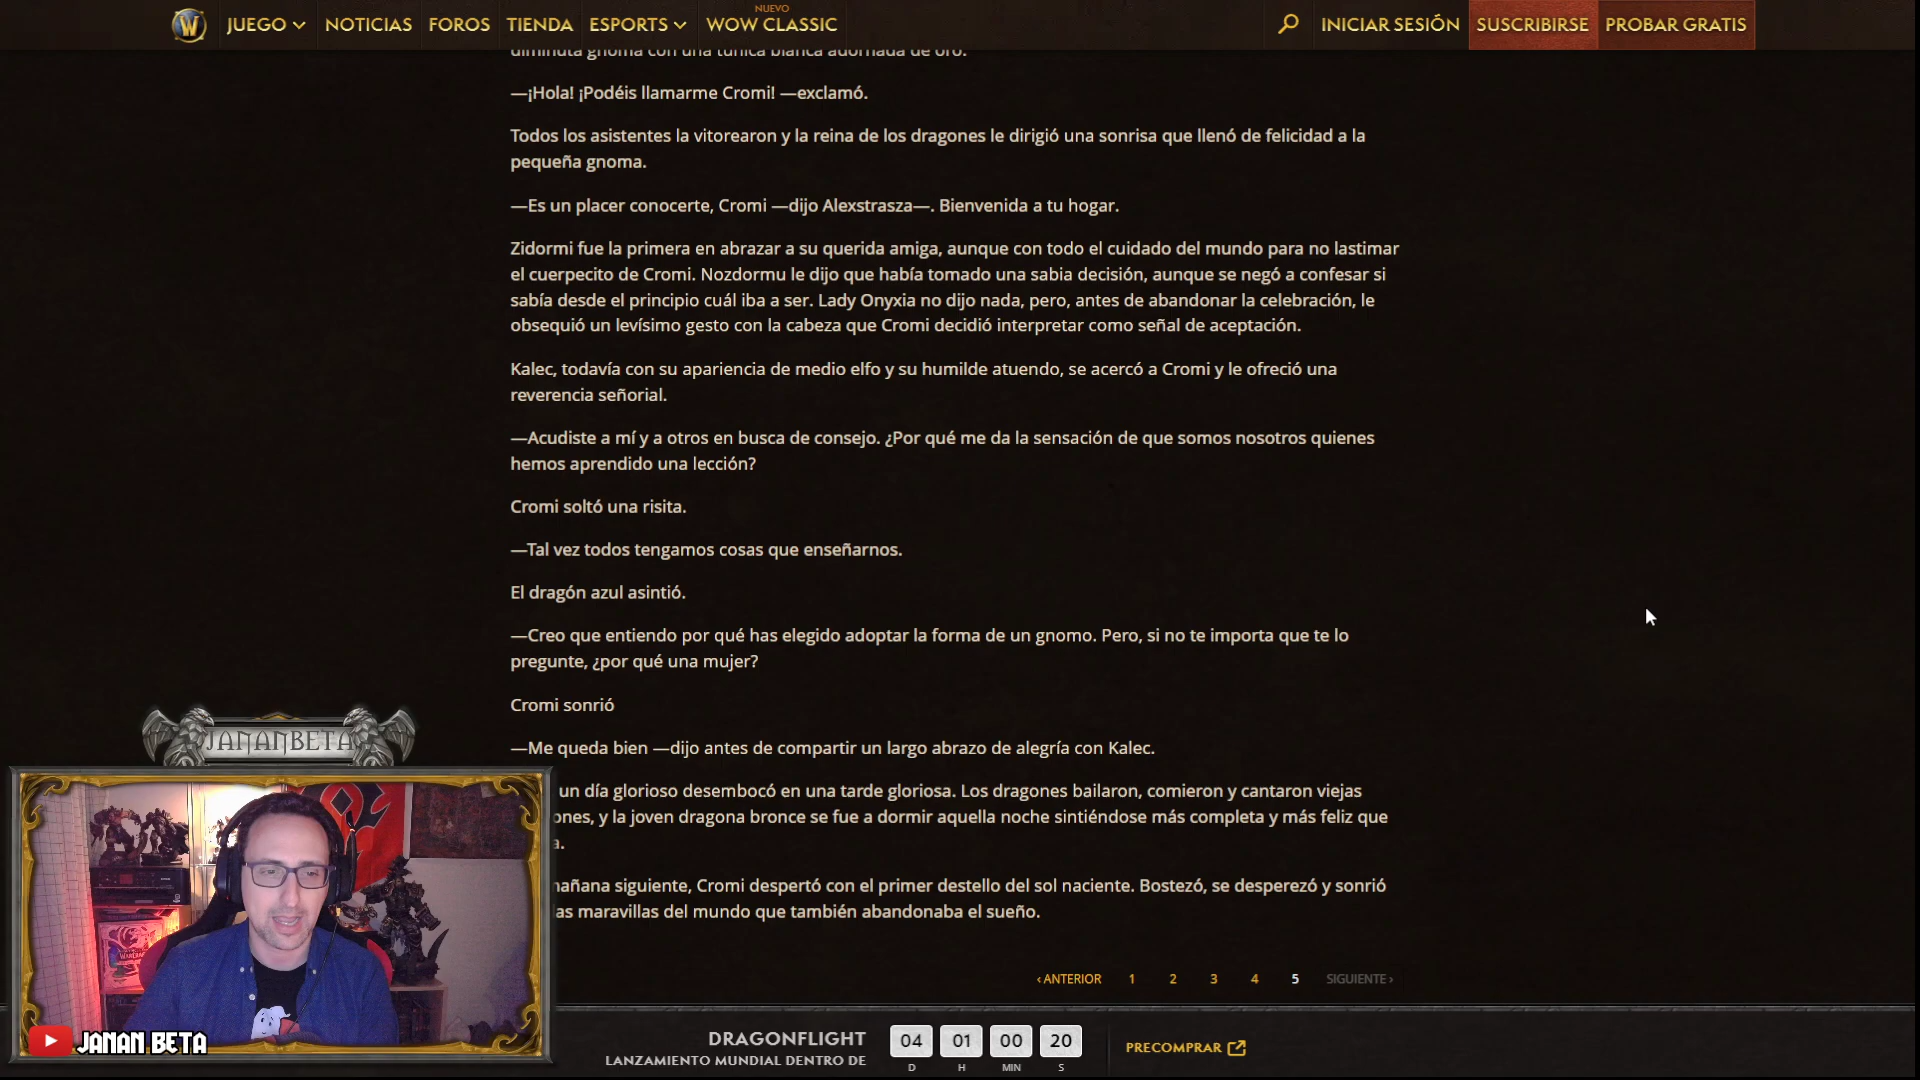 JUEGO NOTICIAS FOROS TIENDA ESPORTS NUEVO WOW CLASSIC INICIAR SESIÓN SUSCRIBIRSE PROBAR GRATIS
diminuta gnoma con una túnica blanca adornada de oro.
—¡Hola! ¡Podéis llamarme Cromi! —exclamó.
Todos los asistentes la vitorearon y la reina de los dragones le dirigió una sonrisa que llenó de felicidad a la
pequeña gnoma.
—Es un placer conocerte, Cromi —dijo Alexstrasza—. Bienvenida a tu hogar.
Zidormi fue la primera en abrazar a su querida amiga, aunque con todo el cuidado del mundo para no lastimar
el cuerpecito de Cromi. Nozdormu le dijo que había tomado una sabia decisión, aunque se negó a confesar si
sabía desde el principio cuál iba a ser. Lady Onyxia no dijo nada, pero, antes de abandonar la celebración, le
obsequió un levísimo gesto con la cabeza que Cromi decidió interpretar como señal de aceptación.
Kalec, todavía con su apariencia de medio elfo y su humilde atuendo, se acercó a Cromi y le ofreció una
reverencia señorial.
—Acudiste a mí y a otros en busca de consejo. ¿Por qué me da la sensación de que somos nosotros quienes
hemos aprendido una lección?
Cromi soltó una risita.
—Tal vez todos tengamos cosas que enseñarnos.
El dragón azul asintió.
—Creo que entiendo por qué has elegido adoptar la forma de un gnomo. Pero, si no te importa que te lo
pregunte, ¿por qué una mujer?
Cromi sonrió
—Me queda bien —dijo antes de compartir un largo abrazo de alegría con Kalec.
un día glorioso desembocó en una tarde gloriosa. Los dragones bailaron, comieron y cantaron viejas
ones, y la joven dragona bronce se fue a dormir aquella noche sintiéndose más completa y más feliz que
a.
añana siguiente, Cromi despertó con el primer destello del sol naciente. Bostezó, se desperezó y sonrió
as maravillas del mundo que también abandonaba el sueño.
‹ ANTERIOR 1 2 3 4 5 SIGUIENTE ›
JANANBETA
JANAN BETA
DRAGONFLIGHT
LANZAMIENTO MUNDIAL DENTRO DE
04 01 00 20
D H MIN S
PRECOMPRAR